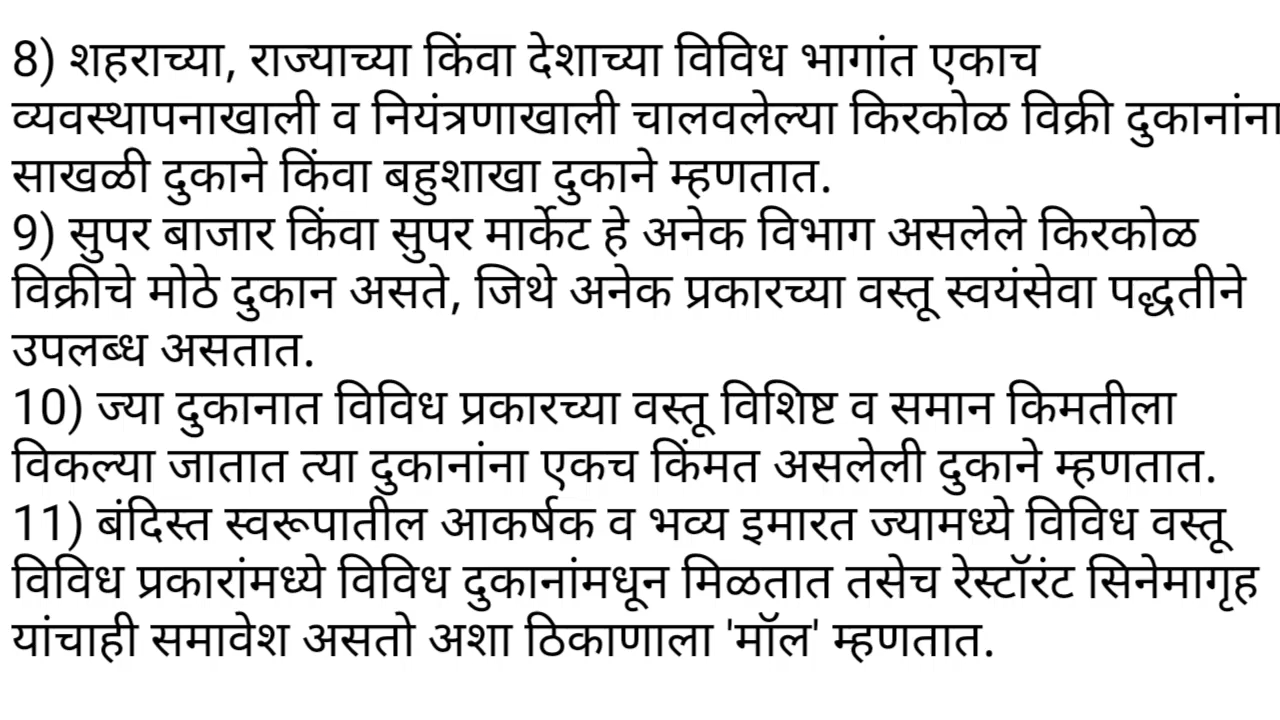 8) शहराच्या, राज्याच्या किंवा देशाच्या विविध भागांत एकाच
व्यवस्थापनाखाली व नियंत्रणाखाली चालवलेल्या किरकोळ विक्री दुकानांना
साखळी दुकाने किंवा बहुशाखा दुकाने म्हणतात.
9) सुपर बाजार किंवा सुपर मार्केट हे अनेक विभाग असलेले किरकोळ
विक्रीचे मोठे दुकान असते, जिथे अनेक प्रकारच्या वस्तू स्वयंसेवा पद्धतीने
उपलब्ध असतात.
10) ज्या दुकानात विविध प्रकारच्या वस्तू विशिष्ट व समान किमतीला
विकल्या जातात त्या दुकानांना एकच किंमत असलेली दुकाने म्हणतात.
11) बंदिस्त स्वरूपातील आकर्षक व भव्य इमारत ज्यामध्ये विविध वस्तू
विविध प्रकारांमध्ये विविध दुकानांमधून मिळतात तसेच रेस्टॉरंट सिनेमागृह
यांचाही समावेश असतो अशा ठिकाणाला 'मॉल' म्हणतात.